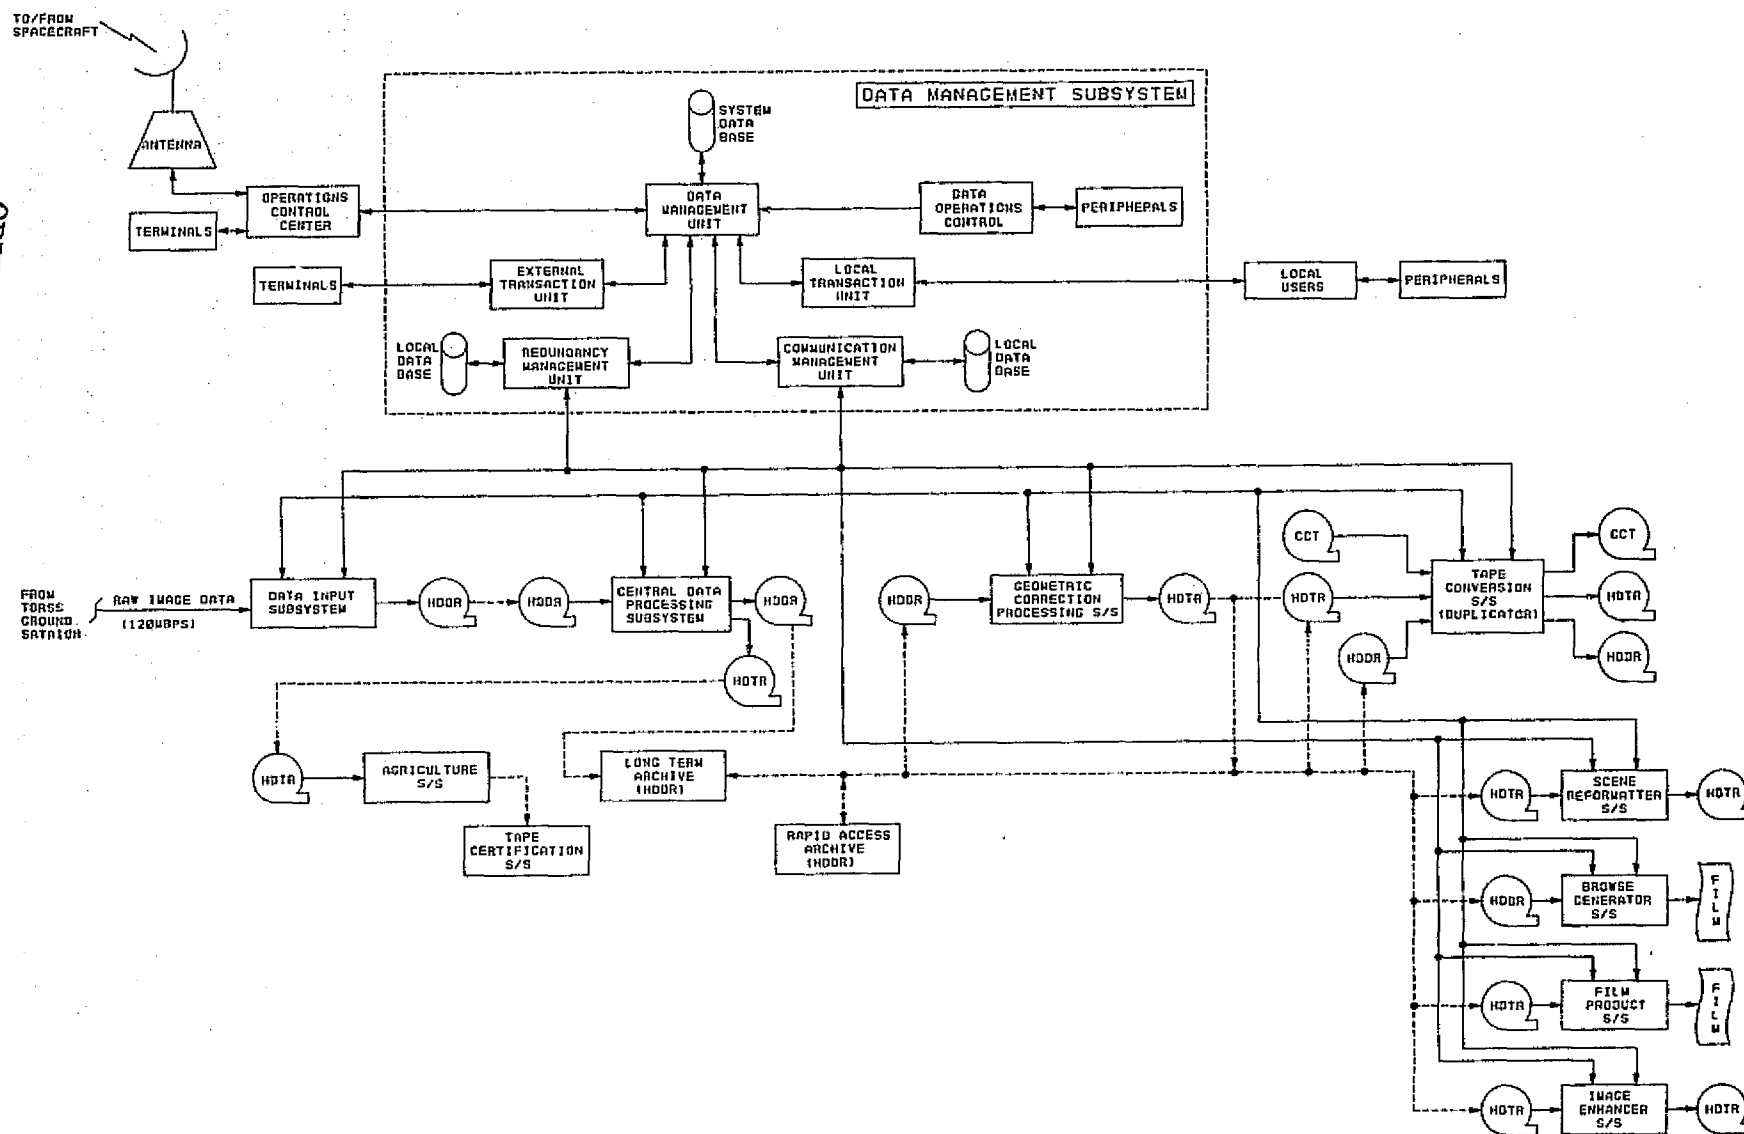 TO/FROM
SPACECRAFT
DATA MANAGEMENT SUBSYSTEM
SYSTEM
DATA
BASE
ANTENNA
OPERATIONS
CONTROL
CENTER
TERMINALS
DATA
MANAGEMENT
UNIT
DATA
OPERATIONS
CONTROL
PERIPHERALS
TERMINALS
EXTERNAL
TRANSACTION
UNIT
LOCAL
TRANSACTION
UNIT
LOCAL
USERS
PERIPHERALS
LOCAL
DATA
BASE
REDUNDANCY
MANAGEMENT
UNIT
COMMUNICATION
MANAGEMENT
UNIT
LOCAL
DATA
BASE
FROM
TDRSS
GROUND
SATAION
RAW IMAGE DATA
(120MBPS)
DATA INPUT
SUBSYSTEM
HDDR
HDDR
CENTRAL DATA
PROCESSING
SUBSYSTEM
HDDR
HDTR
HDDR
GEOMETRIC
CORRECTION
PROCESSING S/S
HDTR
HDTR
CCT
HDDR
TAPE
CONVERSION
S/S
(DUPLICATOR)
CCT
HDTR
HDDR
HDTR
AGRICULTURE
S/S
TAPE
CERTIFICATION
S/S
LONG TERM
ARCHIVE
(HDDR)
RAPID ACCESS
ARCHIVE
(HDDR)
HDTR
SCENE
REFORMATTER
S/S
HDTR
HDDR
BROWSE
GENERATOR
S/S
FILM
HDTR
FILM
PRODUCT
S/S
FILM
HDTR
IMAGE
ENHANCER
S/S
HDTR